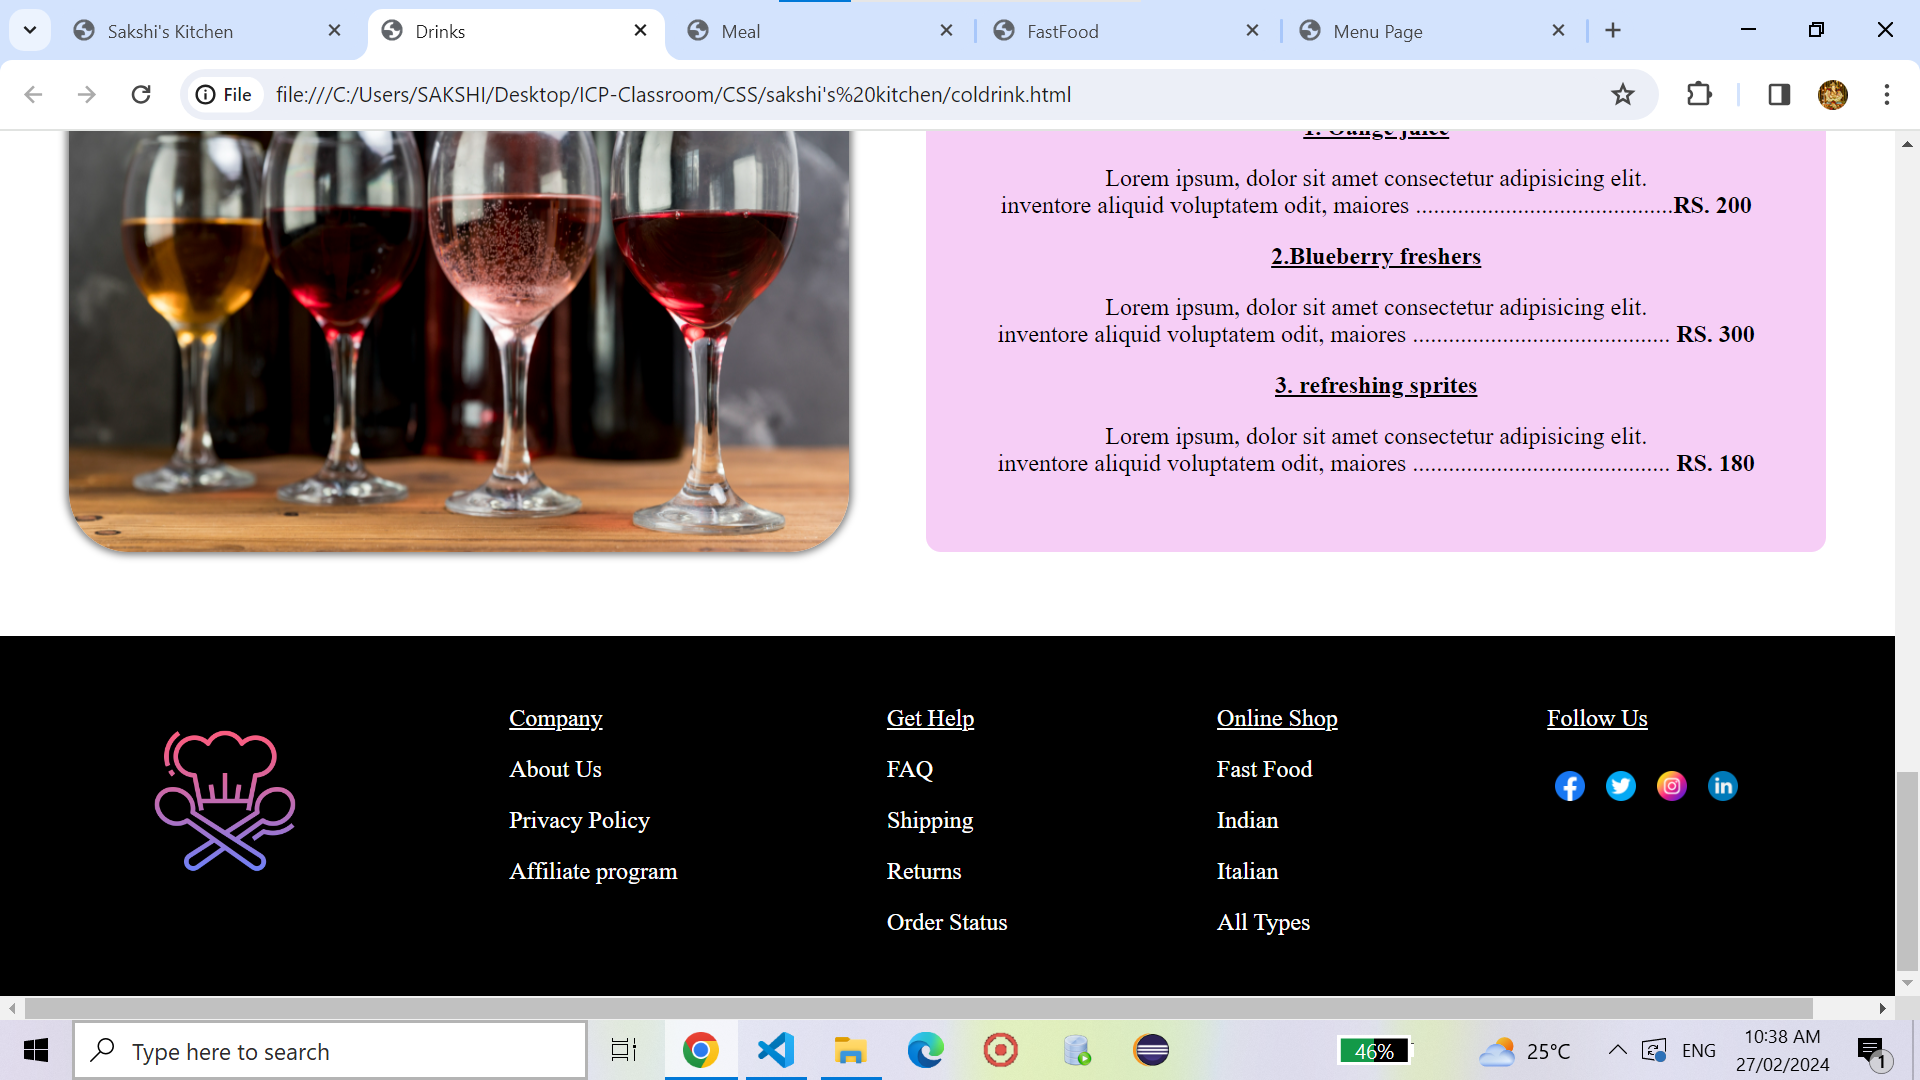 Sakshi's Kitchen
Drinks
Meal
FastFood
Menu Page
File
file:///C:/Users/SAKSHI/Desktop/ICP-Classroom/CSS/sakshi's%20kitchen/coldrink.html
1. Oange juice
Lorem ipsum, dolor sit amet consectetur adipisicing elit.
inventore aliquid voluptatem odit, maiores ...........................................RS. 200
2.Blueberry freshers
Lorem ipsum, dolor sit amet consectetur adipisicing elit.
inventore aliquid voluptatem odit, maiores ........................................... RS. 300
3. refreshing sprites
Lorem ipsum, dolor sit amet consectetur adipisicing elit.
inventore aliquid voluptatem odit, maiores ........................................... RS. 180
Company
About Us
Privacy Policy
Affiliate program
Get Help
FAQ
Shipping
Returns
Order Status
Online Shop
Fast Food
Indian
Italian
All Types
Follow Us
Type here to search
46%
25°C
ENG
10:38 AM
27/02/2024
1